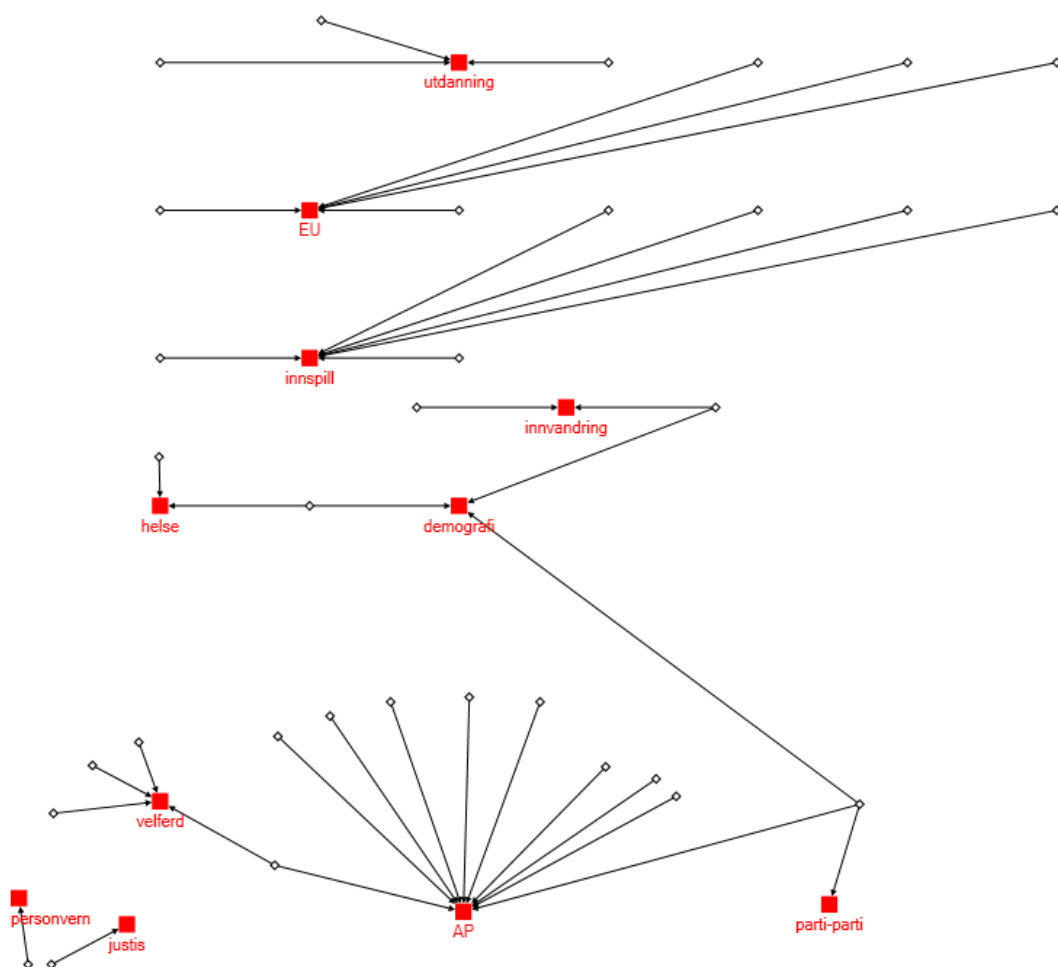 utdanning
EU
innspill
innvandring
helse
demografi
velferd
personvern
justis
AP
parti-parti